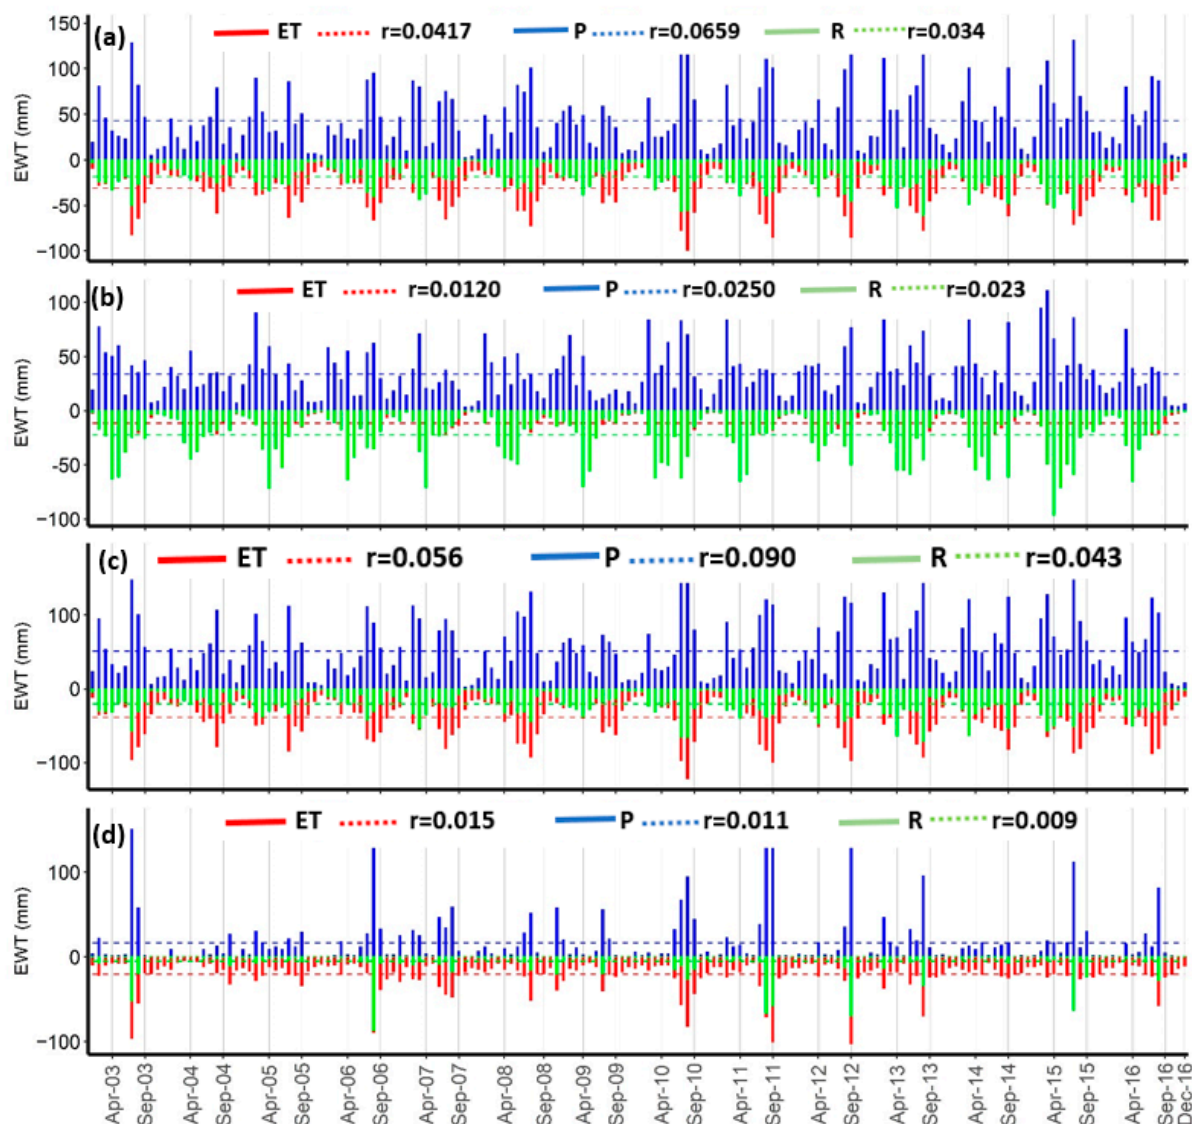 (a) ET r=0.0417 P r=0.0659 R r=0.034
EWT (mm)
150
100
50
0
−50
−100
(b) ET r=0.0120 P r=0.0250 R r=0.023
EWT (mm)
100
50
0
-50
−100
(c) ET r=0.056 P r=0.090 R r=0.043
EWT (mm)
100
0
−100
(d) ET r=0.015 P r=0.011 R r=0.009
EWT (mm)
100
0
−100
Apr-03
Sep-03
Apr-04
Sep-04
Apr-05
Sep-05
Apr-06
Sep-06
Apr-07
Sep-07
Apr-08
Sep-08
Apr-09
Sep-09
Apr-10
Sep-10
Apr-11
Sep-11
Apr-12
Sep-12
Apr-13
Sep-13
Apr-14
Sep-14
Apr-15
Sep-15
Apr-16
Sep-16
Dec-16